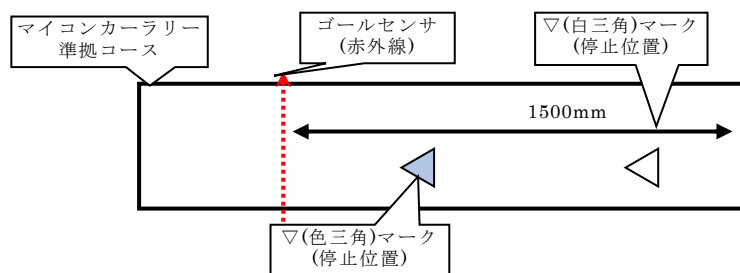 マイコンカーラリー
準拠コース
ゴールセンサ
(赤外線)
▽(白三角)マーク
(停止位置)
1500mm
▽(色三角)マーク
(停止位置)